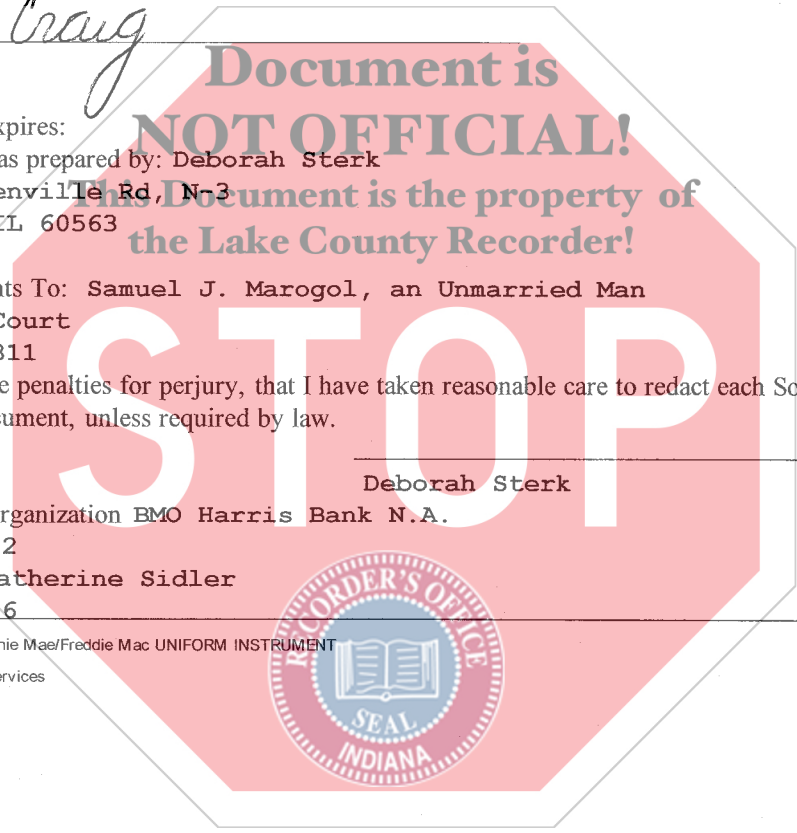 Craig
Document is
NOT OFFICIAL!
This Document is the property of
the Lake County Recorder!
xpires:
as prepared by: Deborah Sterk
enville Rd, N-3
IL 60563
nts To: Samuel J. Marogol, an Unmarried Man
Court
311
e penalties for perjury, that I have taken reasonable care to redact each So
ument, unless required by law.
STOP
Deborah Sterk
rganization BMO Harris Bank N.A.
2
atherine Sidler
6
nie Mae/Freddie Mac UNIFORM INSTRUMENT
ervices
RECORDER'S OFFICE
SEAL
INDIANA